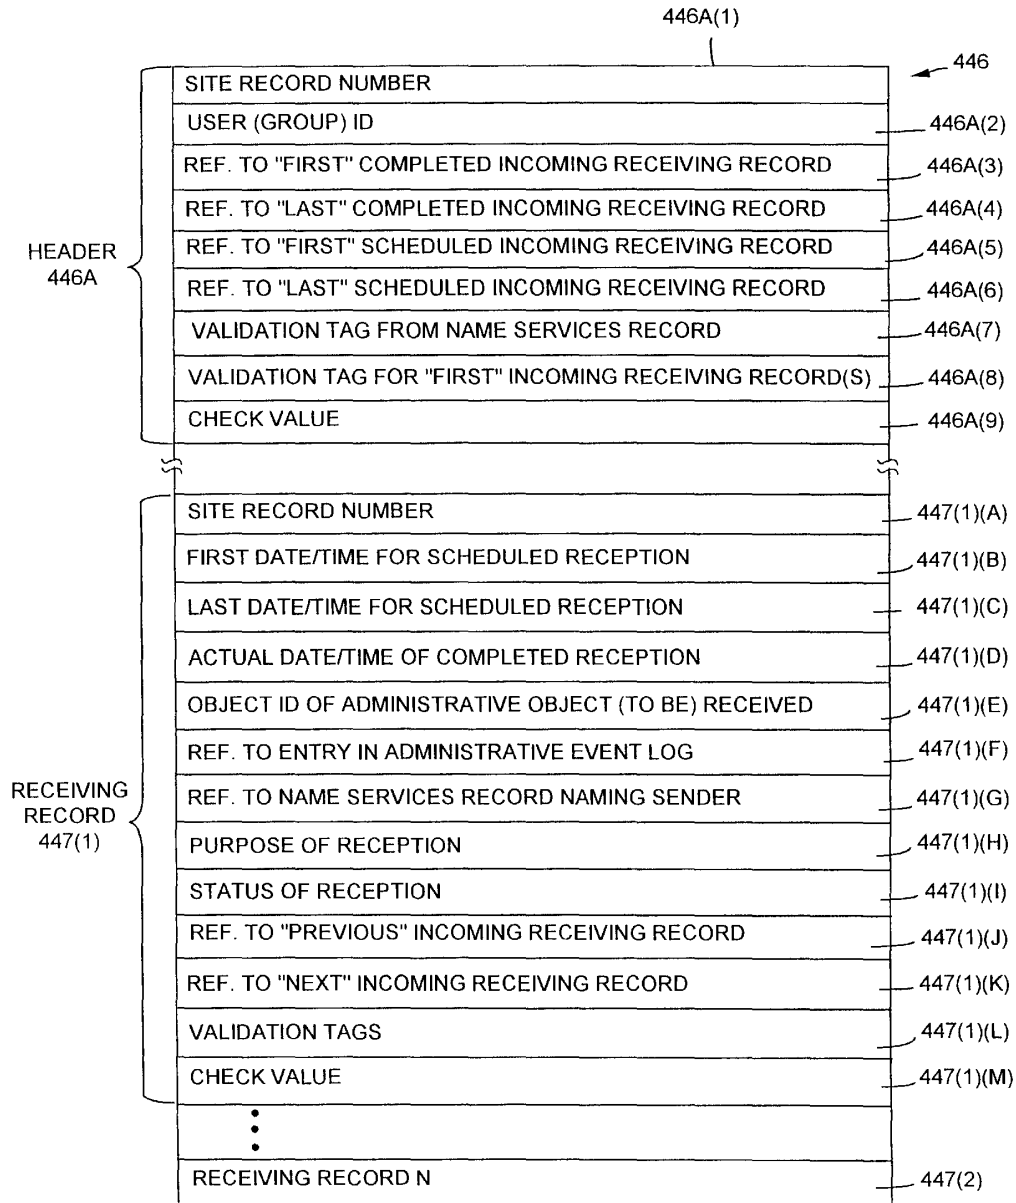 446A(1)
446
SITE RECORD NUMBER
USER (GROUP) ID
446A(2)
REF. TO "FIRST" COMPLETED INCOMING RECEIVING RECORD
446A(3)
REF. TO "LAST" COMPLETED INCOMING RECEIVING RECORD
446A(4)
REF. TO "FIRST" SCHEDULED INCOMING RECEIVING RECORD
446A(5)
HEADER
446A
REF. TO "LAST" SCHEDULED INCOMING RECEIVING RECORD
446A(6)
VALIDATION TAG FROM NAME SERVICES RECORD
446A(7)
VALIDATION TAG FOR "FIRST" INCOMING RECEIVING RECORD(S)
446A(8)
CHECK VALUE
446A(9)
SITE RECORD NUMBER
447(1)(A)
FIRST DATE/TIME FOR SCHEDULED RECEPTION
447(1)(B)
LAST DATE/TIME FOR SCHEDULED RECEPTION
447(1)(C)
ACTUAL DATE/TIME OF COMPLETED RECEPTION
447(1)(D)
OBJECT ID OF ADMINISTRATIVE OBJECT (TO BE) RECEIVED
447(1)(E)
REF. TO ENTRY IN ADMINISTRATIVE EVENT LOG
447(1)(F)
RECEIVING
RECORD
447(1)
REF. TO NAME SERVICES RECORD NAMING SENDER
447(1)(G)
PURPOSE OF RECEPTION
447(1)(H)
STATUS OF RECEPTION
447(1)(I)
REF. TO "PREVIOUS" INCOMING RECEIVING RECORD
447(1)(J)
REF. TO "NEXT" INCOMING RECEIVING RECORD
447(1)(K)
VALIDATION TAGS
447(1)(L)
CHECK VALUE
447(1)(M)
RECEIVING RECORD N
447(2)